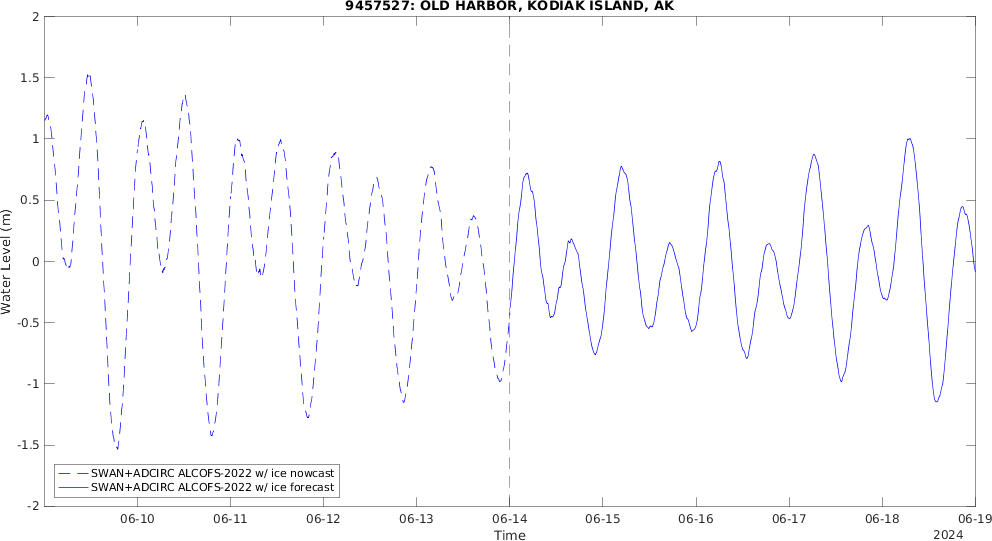 9457527: OLD HARBOR, KODIAK ISLAND, AK
2
1.5
1
0.5
0
-0.5
-1
-1.5
-2
Water Level (m)
SWAN+ADCIRC ALCOFS-2022 w/ ice nowcast
SWAN+ADCIRC ALCOFS-2022 w/ ice forecast
06-10 06-11 06-12 06-13 06-14 06-15 06-16 06-17 06-18 06-19
Time
2024